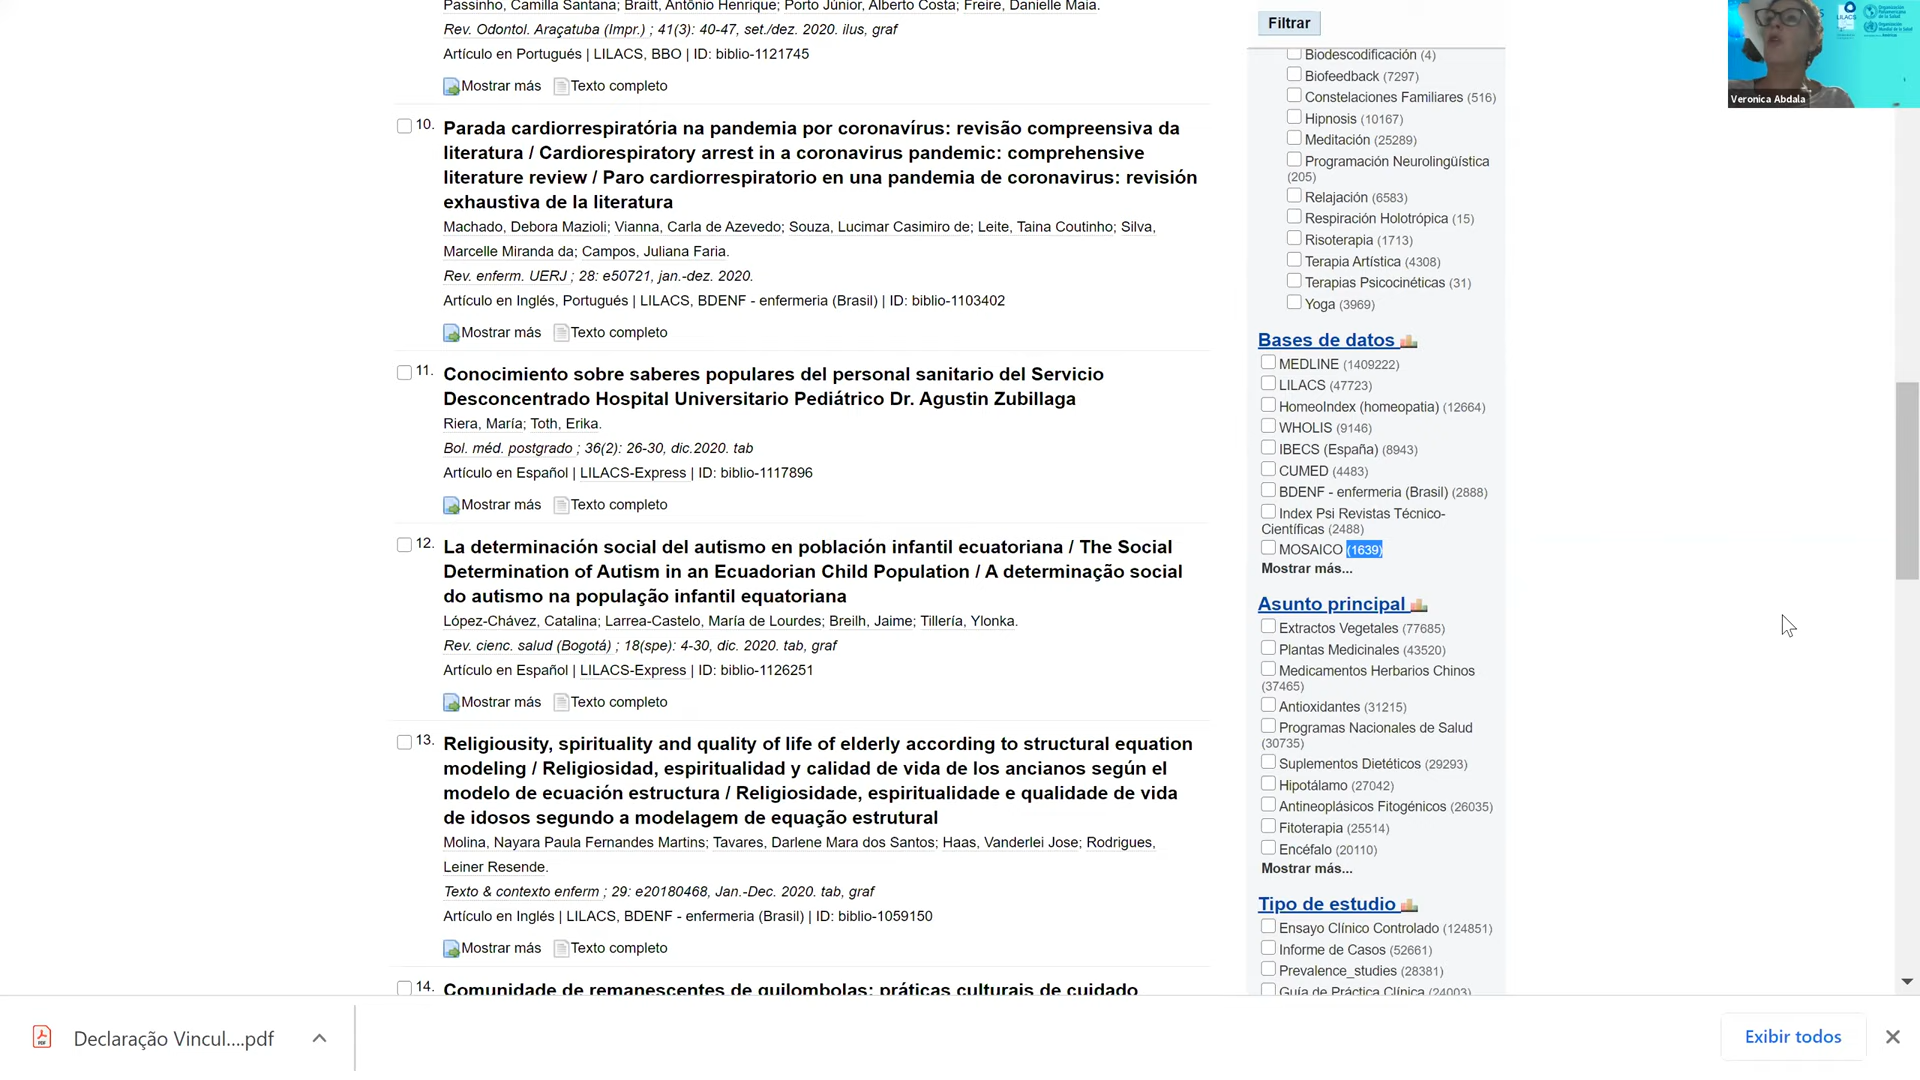 Passinho, Camilla Santana; Braitt, Antônio Henrique; Porto Júnior, Alberto Costa; Freire, Danielle Maia.
Rev. Odontol. Araçatuba (Impr.) ; 41(3): 40-47, set./dez. 2020. ilus, graf
Artículo en Portugués | LILACS, BBO | ID: biblio-1121745
Mostrar más Texto completo
10. Parada cardiorrespiratória na pandemia por coronavírus: revisão compreensiva da
literatura / Cardiorespiratory arrest in a coronavirus pandemic: comprehensive
literature review / Paro cardiorrespiratorio en una pandemia de coronavirus: revisión
exhaustiva de la literatura
Machado, Debora Mazioli; Vianna, Carla de Azevedo; Souza, Lucimar Casimiro de; Leite, Taina Coutinho; Silva,
Marcelle Miranda da; Campos, Juliana Faria.
Rev. enferm. UERJ ; 28: e50721, jan.-dez. 2020.
Artículo en Inglés, Portugués | LILACS, BDENF - enfermeria (Brasil) | ID: biblio-1103402
Mostrar más Texto completo
11. Conocimiento sobre saberes populares del personal sanitario del Servicio
Desconcentrado Hospital Universitario Pediátrico Dr. Agustin Zubillaga
Riera, María; Toth, Erika.
Bol. méd. postgrado ; 36(2): 26-30, dic.2020. tab
Artículo en Español | LILACS-Express | ID: biblio-1117896
Mostrar más Texto completo
12. La determinación social del autismo en población infantil ecuatoriana / The Social
Determination of Autism in an Ecuadorian Child Population / A determinação social
do autismo na população infantil equatoriana
López-Chávez, Catalina; Larrea-Castelo, María de Lourdes; Breilh, Jaime; Tillería, Ylonka.
Rev. cienc. salud (Bogotá) ; 18(spe): 4-30, dic. 2020. tab, graf
Artículo en Español | LILACS-Express | ID: biblio-1126251
Mostrar más Texto completo
13. Religiousity, spirituality and quality of life of elderly according to structural equation
modeling / Religiosidad, espiritualidad y calidad de vida de los ancianos según el
modelo de ecuación estructura / Religiosidade, espiritualidade e qualidade de vida
de idosos segundo a modelagem de equação estrutural
Molina, Nayara Paula Fernandes Martins; Tavares, Darlene Mara dos Santos; Haas, Vanderlei Jose; Rodrigues,
Leiner Resende.
Texto & contexto enferm ; 29: e20180468, Jan.-Dec. 2020. tab, graf
Artículo en Inglés | LILACS, BDENF - enfermeria (Brasil) | ID: biblio-1059150
Mostrar más Texto completo
14. Comunidade de remanescentes de quilombolas: práticas culturais de cuidado
Filtrar
Biodescodificación (4)
Biofeedback (7297)
Constelaciones Familiares (516)
Hipnosis (10167)
Meditación (25289)
Programación Neurolingüística
(205)
Relajación (6583)
Respiración Holotrópica (15)
Risoterapia (1713)
Terapia Artística (4308)
Terapias Psicocinéticas (31)
Yoga (3969)
Bases de datos
MEDLINE (1409222)
LILACS (47723)
HomeoIndex (homeopatia) (12664)
WHOLIS (9146)
IBECS (España) (8943)
CUMED (4483)
BDENF - enfermeria (Brasil) (2888)
Index Psi Revistas Técnico-
Científicas (2488)
MOSAICO (1639)
Mostrar más...
Asunto principal
Extractos Vegetales (77685)
Plantas Medicinales (43520)
Medicamentos Herbarios Chinos
(37465)
Antioxidantes (31215)
Programas Nacionales de Salud
(30735)
Suplementos Dietéticos (29293)
Hipotálamo (27042)
Antineoplásicos Fitogénicos (26035)
Fitoterapia (25514)
Encéfalo (20110)
Mostrar más...
Tipo de estudio
Ensayo Clínico Controlado (124851)
Informe de Casos (52661)
Prevalence_studies (28381)
Guía de Práctica Clínica (24003)
LILACS
Veronica Abdala
Declaração Vincul....pdf
Exibir todos